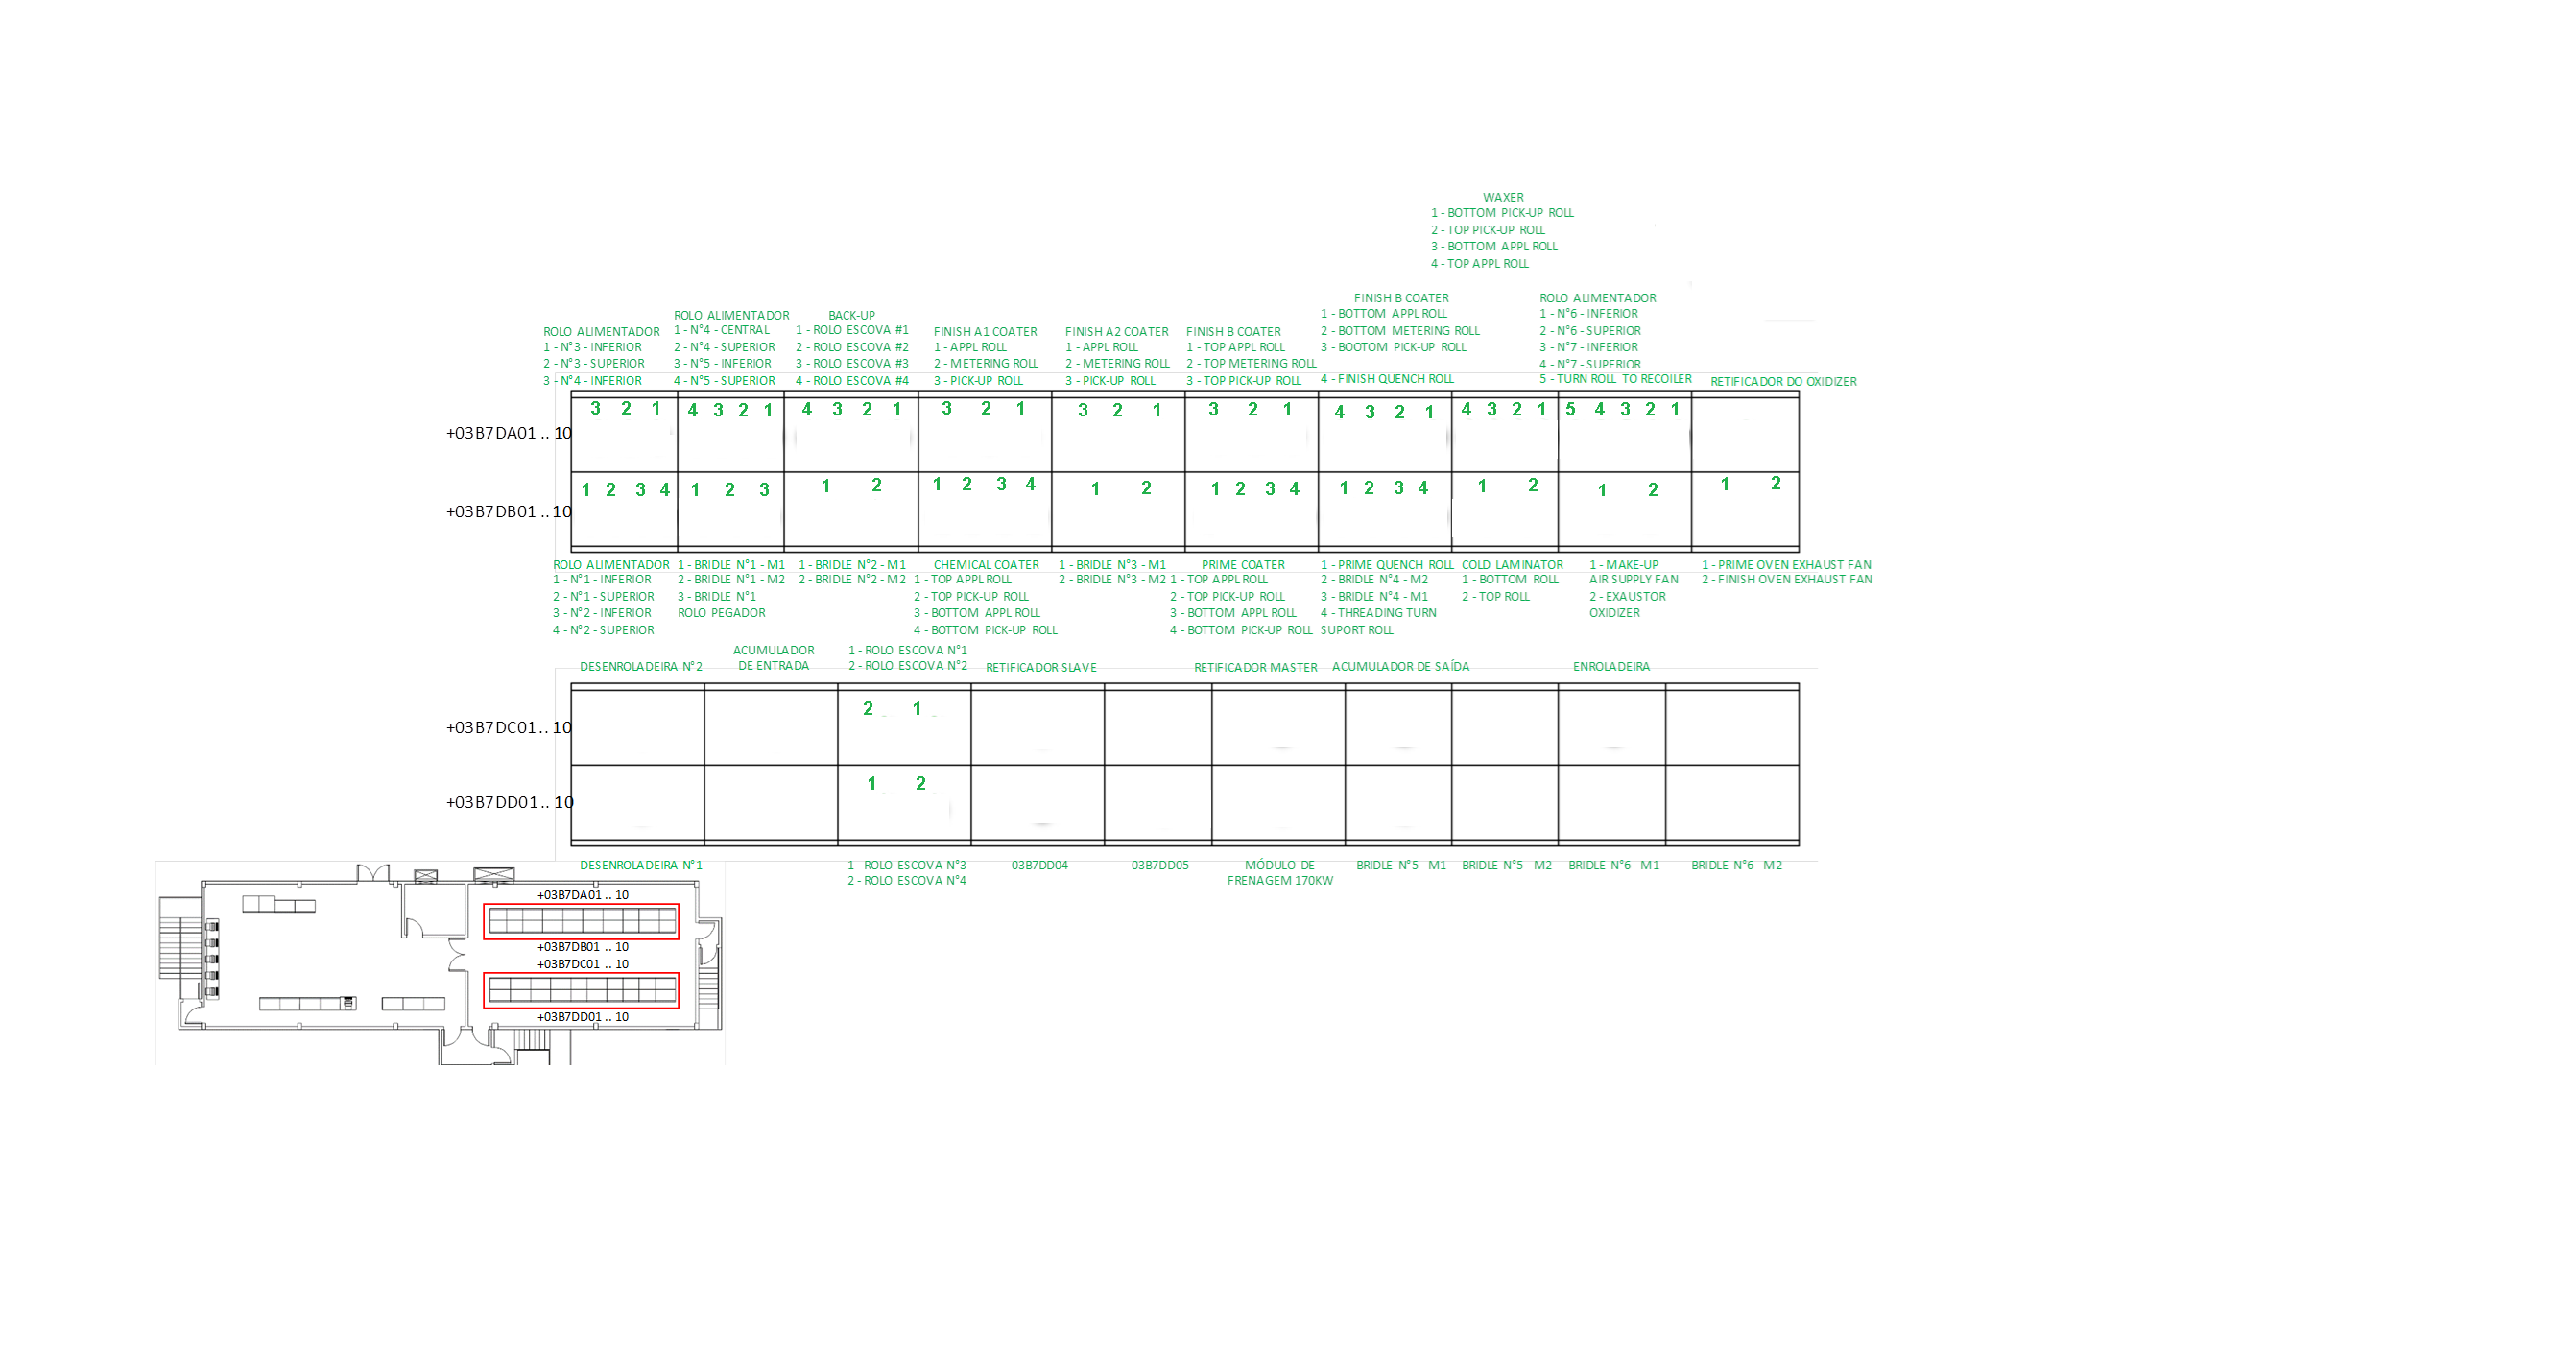 WAXER
1 - BOTTOM PICK-UP ROLL
2 - TOP PICK-UP ROLL
3 - BOTTOM APPL ROLL
4 - TOP APPL ROLL
ROLO ALIMENTADOR
1 - N°3 - INFERIOR
2 - N°3 - SUPERIOR
3 - N°4 - INFERIOR
ROLO ALIMENTADOR
1 - N°4 - CENTRAL
2 - N°4 - SUPERIOR
3 - N°5 - INFERIOR
4 - N°5 - SUPERIOR
BACK-UP
1 - ROLO ESCOVA #1
2 - ROLO ESCOVA #2
3 - ROLO ESCOVA #3
4 - ROLO ESCOVA #4
FINISH A1 COATER
1 - APPL ROLL
2 - METERING ROLL
3 - PICK-UP ROLL
FINISH A2 COATER
1 - APPL ROLL
2 - METERING ROLL
3 - PICK-UP ROLL
FINISH B COATER
1 - TOP APPL ROLL
2 - TOP METERING ROLL
3 - TOP PICK-UP ROLL
FINISH B COATER
1 - BOTTOM APPL ROLL
2 - BOTTOM METERING ROLL
3 - BOOTOM PICK-UP ROLL
4 - FINISH QUENCH ROLL
ROLO ALIMENTADOR
1 - N°6 - INFERIOR
2 - N°6 - SUPERIOR
3 - N°7 - INFERIOR
4 - N°7 - SUPERIOR
5 - TURN ROLL TO RECOILER
RETIFICADOR DO OXIDIZER
+03B7DA01 .. 10
3 2 1 4 3 2 1 4 3 2 1 3 2 1 3 2 1 3 2 1 4 3 2 1 4 3 2 1 5 4 3 2 1
+03B7DB01 .. 10
1 2 3 4 1 2 3 1 2 1 2 3 4 1 2 1 2 3 4 1 2 3 4 1 2 1 2 1 2
ROLO ALIMENTADOR
1 - N°1 - INFERIOR
2 - N°1 - SUPERIOR
3 - N°2 - INFERIOR
4 - N°2 - SUPERIOR
1 - BRIDLE N°1 - M1
2 - BRIDLE N°1 - M2
3 - BRIDLE N°1
ROLO PEGADOR
1 - BRIDLE N°2 - M1
2 - BRIDLE N°2 - M2
CHEMICAL COATER
1 - TOP APPL ROLL
2 - TOP PICK-UP ROLL
3 - BOTTOM APPL ROLL
4 - BOTTOM PICK-UP ROLL
1 - BRIDLE N°3 - M1
2 - BRIDLE N°3 - M2
PRIME COATER
1 - TOP APPL ROLL
2 - TOP PICK-UP ROLL
3 - BOTTOM APPL ROLL
4 - BOTTOM PICK-UP ROLL
1 - PRIME QUENCH ROLL
2 - BRIDLE N°4 - M2
3 - BRIDLE N°4 - M1
4 - THREADING TURN
SUPORT ROLL
COLD LAMINATOR
1 - BOTTOM ROLL
2 - TOP ROLL
1 - MAKE-UP
AIR SUPPLY FAN
2 - EXAUSTOR
OXIDIZER
1 - PRIME OVEN EXHAUST FAN
2 - FINISH OVEN EXHAUST FAN
DESENROLADEIRA N°2
ACUMULADOR
DE ENTRADA
1 - ROLO ESCOVA N°1
2 - ROLO ESCOVA N°2
RETIFICADOR SLAVE
RETIFICADOR MASTER
ACUMULADOR DE SAÍDA
ENROLADEIRA
+03B7DC01 .. 10
2 1
+03B7DD01 .. 10
1 2
DESENROLADEIRA N°1
1 - ROLO ESCOVA N°3
2 - ROLO ESCOVA N°4
03B7DD04
03B7DD05
MÓDULO DE
FRENAGEM 170KW
BRIDLE N°5 - M1
BRIDLE N°5 - M2
BRIDLE N°6 - M1
BRIDLE N°6 - M2
+03B7DA01 .. 10
+03B7DB01 .. 10
+03B7DC01 .. 10
+03B7DD01 .. 10